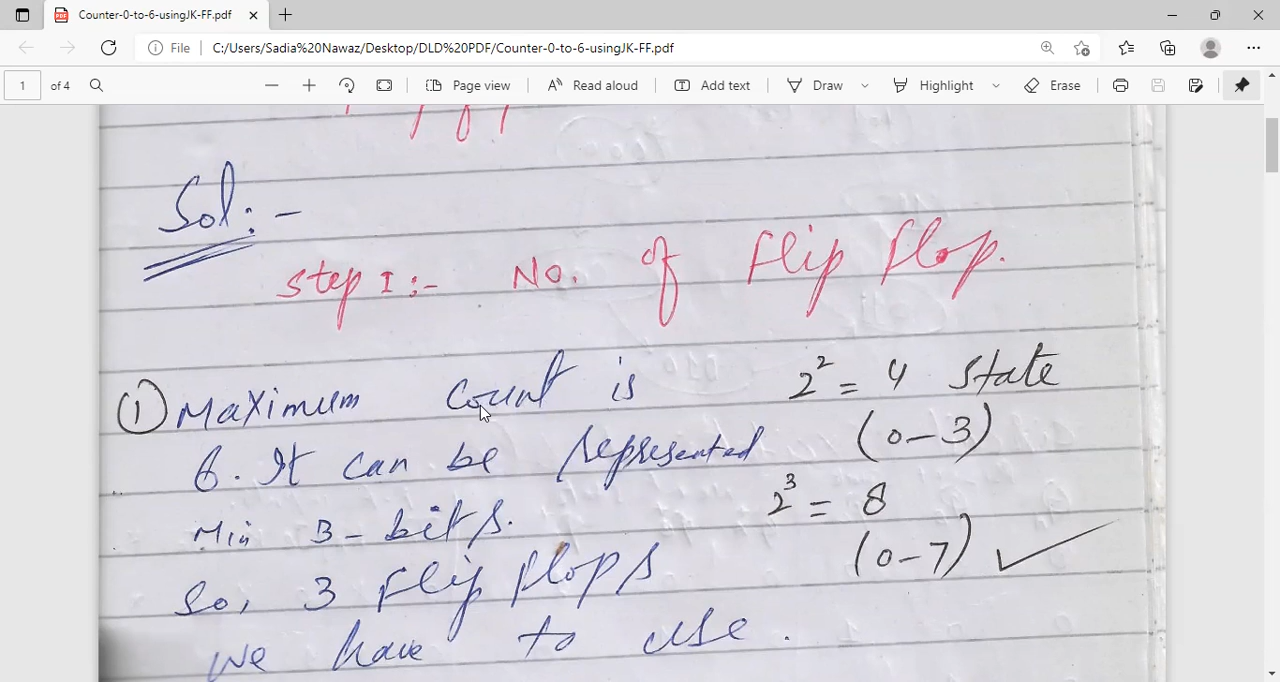 Counter-0-to-6-usingJK-FF.pdf
File C:/Users/Sadia%20Nawaz/Desktop/DLD%20PDF/Counter-0-to-6-usingJK-FF.pdf
1 of 4 Page view Read aloud Add text Draw Highlight Erase
Sol:-
Step I:- No. of Flip Flop.
① Maximum Count is
6. It can be represented
Min 3-bits.
So, 3 Flip flops
we have to use.
2² = 4 State
(0-3)
2³ = 8
(0-7) ✓